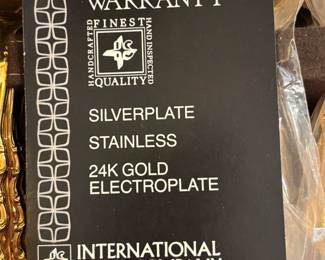 WARRANTY
FINEST
HANDCRAFTED
HAND INSPECTED
QUALITY
SILVERPLATE
STAINLESS
24K GOLD
ELECTROPLATE
INTERNATIONAL